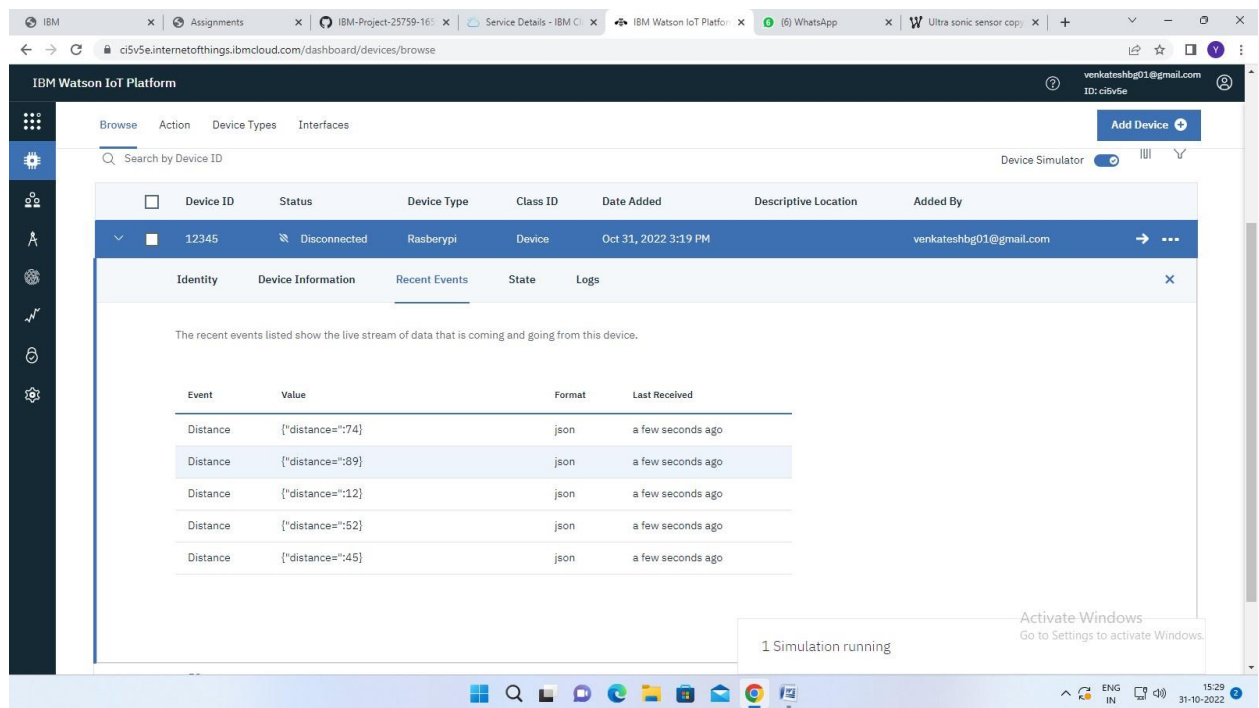 IBM
Assignments
IBM-Project-25759-165
Service Details - IBM Cl
IBM Watson IoT Platform
(6) WhatsApp
Ultra sonic sensor copy
ci5v5e.internetofthings.ibmcloud.com/dashboard/devices/browse
Y
IBM Watson IoT Platform
venkateshbg01@gmail.com
ID: ci5v5e
Browse Action Device Types Interfaces
Add Device
Search by Device ID
Device Simulator
Device ID Status Device Type Class ID Date Added Descriptive Location Added By
12345 Disconnected Rasberypi Device Oct 31, 2022 3:19 PM venkateshbg01@gmail.com
Identity Device Information Recent Events State Logs
The recent events listed show the live stream of data that is coming and going from this device.
Event Value Format Last Received
Distance {"distance=":74} json a few seconds ago
Distance {"distance=":89} json a few seconds ago
Distance {"distance=":12} json a few seconds ago
Distance {"distance=":52} json a few seconds ago
Distance {"distance=":45} json a few seconds ago
1 Simulation running
Activate Windows
Go to Settings to activate Windows.
ENG
IN
15:29
31-10-2022
2